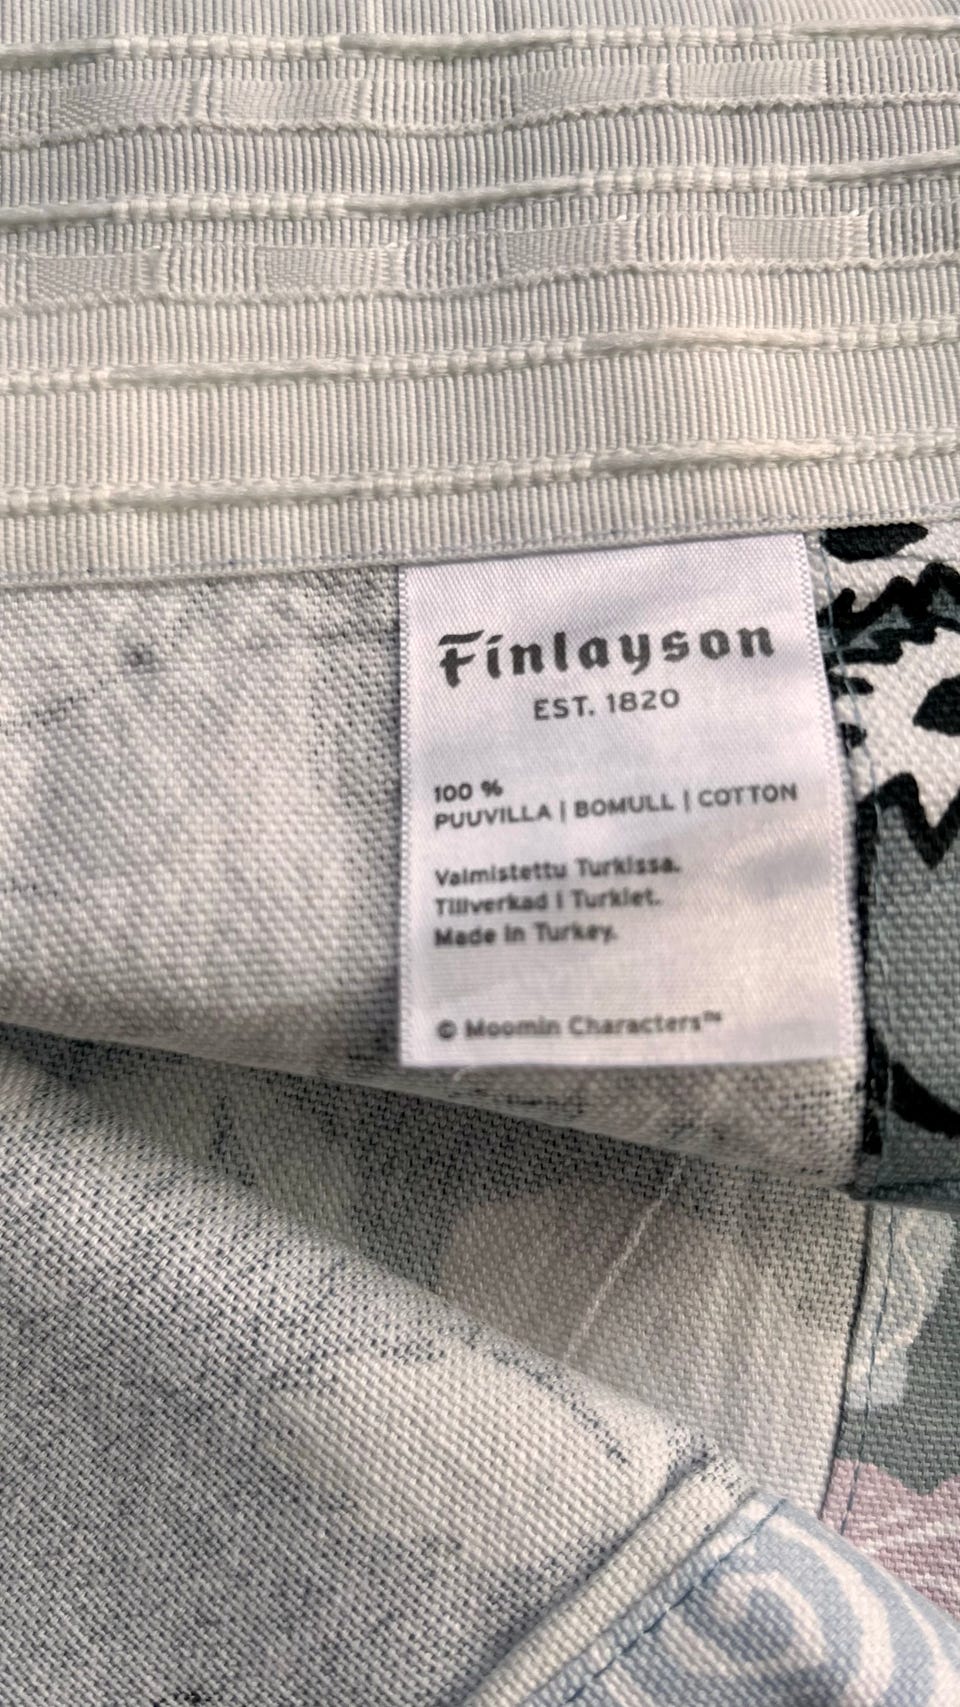 Finlayson
EST. 1820
100 %
PUUVILLA | BOMULL | COTTON
Valmistettu Turkissa.
Tillverkad i Turkiet.
Made in Turkey.
© Moomin Characters™